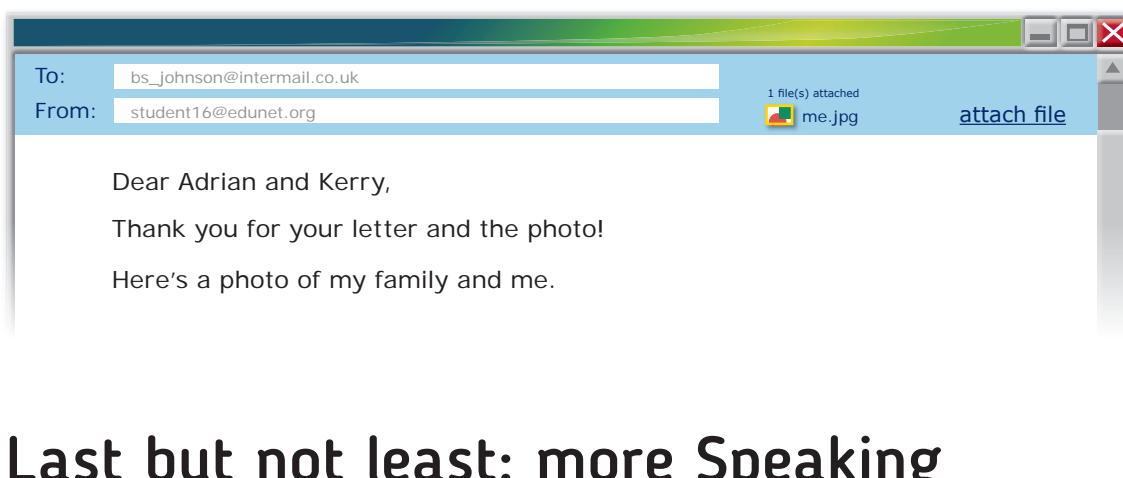 To: bs_johnson@intermail.co.uk
From: student16@edunet.org
1 file(s) attached
me.jpg
attach file
Dear Adrian and Kerry,
Thank you for your letter and the photo!
Here's a photo of my family and me.
Last but not least: more Speaking